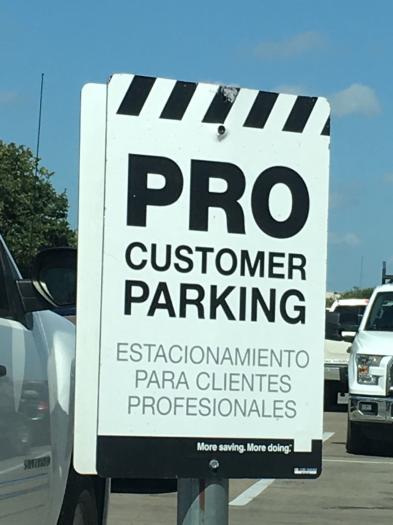 PRO
CUSTOMER
PARKING
ESTACIONAMIENTO
PARA CLIENTES
PROFESIONALES
More saving. More doing.